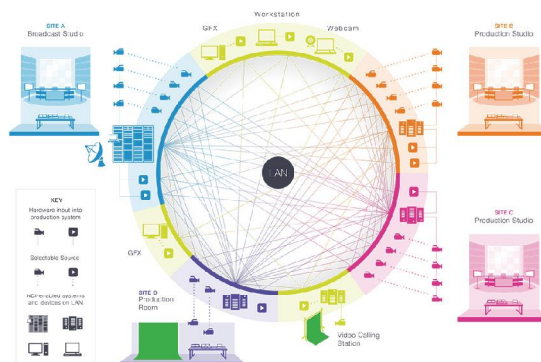 Workstation
GFX
Webcam
SITE A
Broadcast Studio
SITE B
Production Studio
LAN
KEY
Hardware input into
production system
Selectable Source
NDI-enabled systems
and devices on LAN
GFX
SITE C
Production Studio
SITE D
Production
Room
Video Calling
Station